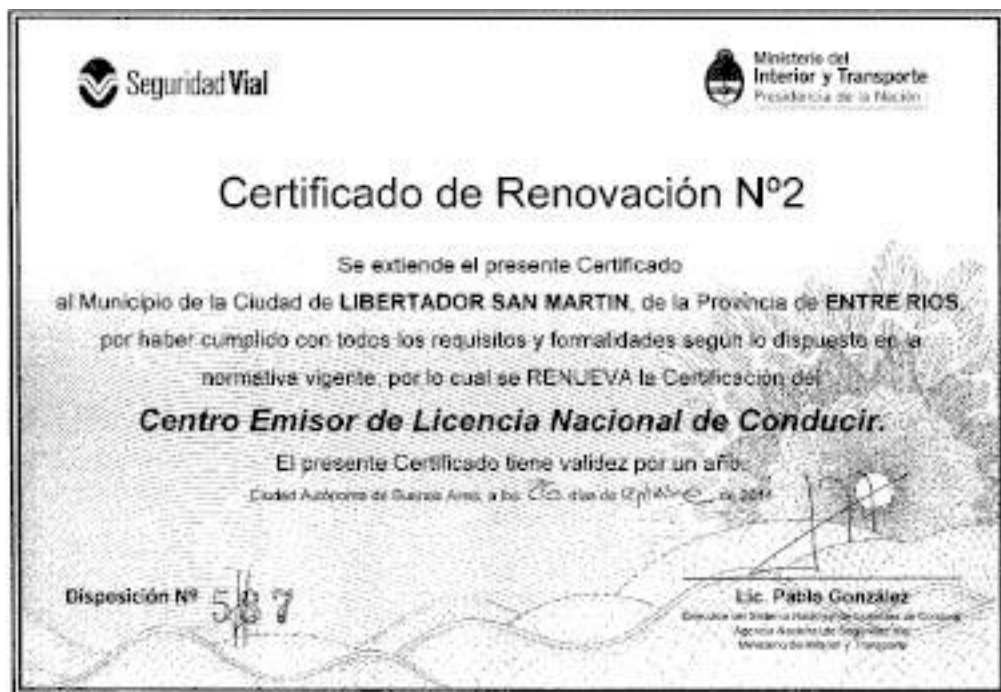 Seguridad Vial
Ministerio del
Interior y Transporte
Presidencia de la Nación
Certificado de Renovación Nº2
Se extiende el presente Certificado
al Municipio de la Ciudad de LIBERTADOR SAN MARTIN, de la Provincia de ENTRE RIOS,
por haber cumplido con todos los requisitos y formalidades según lo dispuesto en la
normativa vigente, por lo cual se RENUEVA la Certificación del
Centro Emisor de Licencia Nacional de Conducir.
El presente Certificado tiene validez por un año.
Ciudad Autónoma de Buenos Aires, a los días de de 2014
Disposición Nº 567
Lic. Pablo González
Agencia Nacional de Seguridad Vial
Ministerio del Interior y Transporte